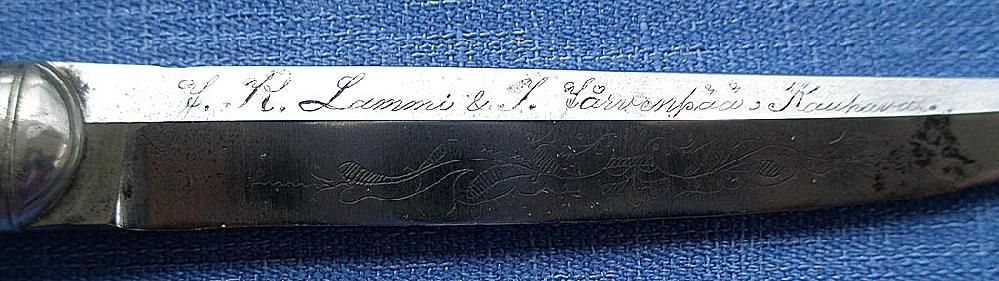 J. K. Lammi & I. Järvenpää, Kauhava.